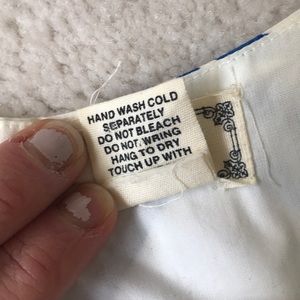 HAND WASH COLD
SEPARATELY
DO NOT BLEACH
DO NOT WRING
HANG TO DRY
TOUCH UP WITH